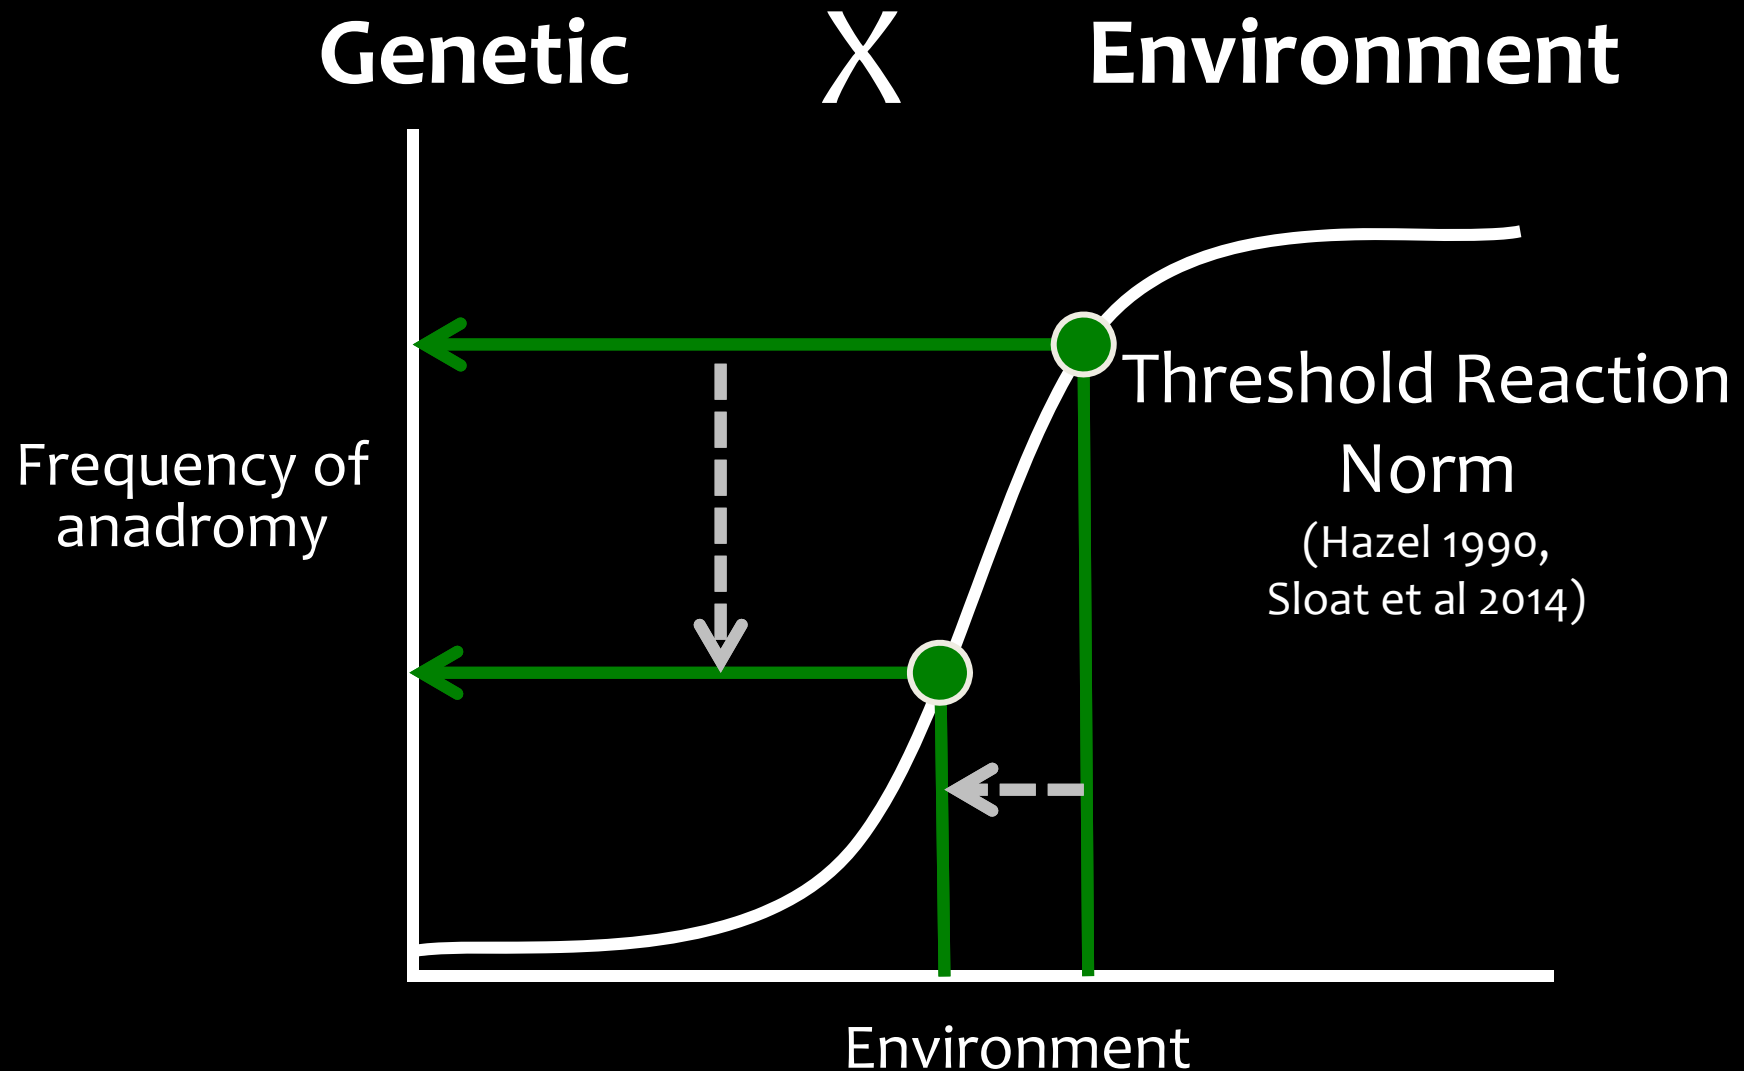 Genetic X Environment
Frequency of
anadromy
Threshold Reaction
Norm
(Hazel 1990,
Sloat et al 2014)
Environment